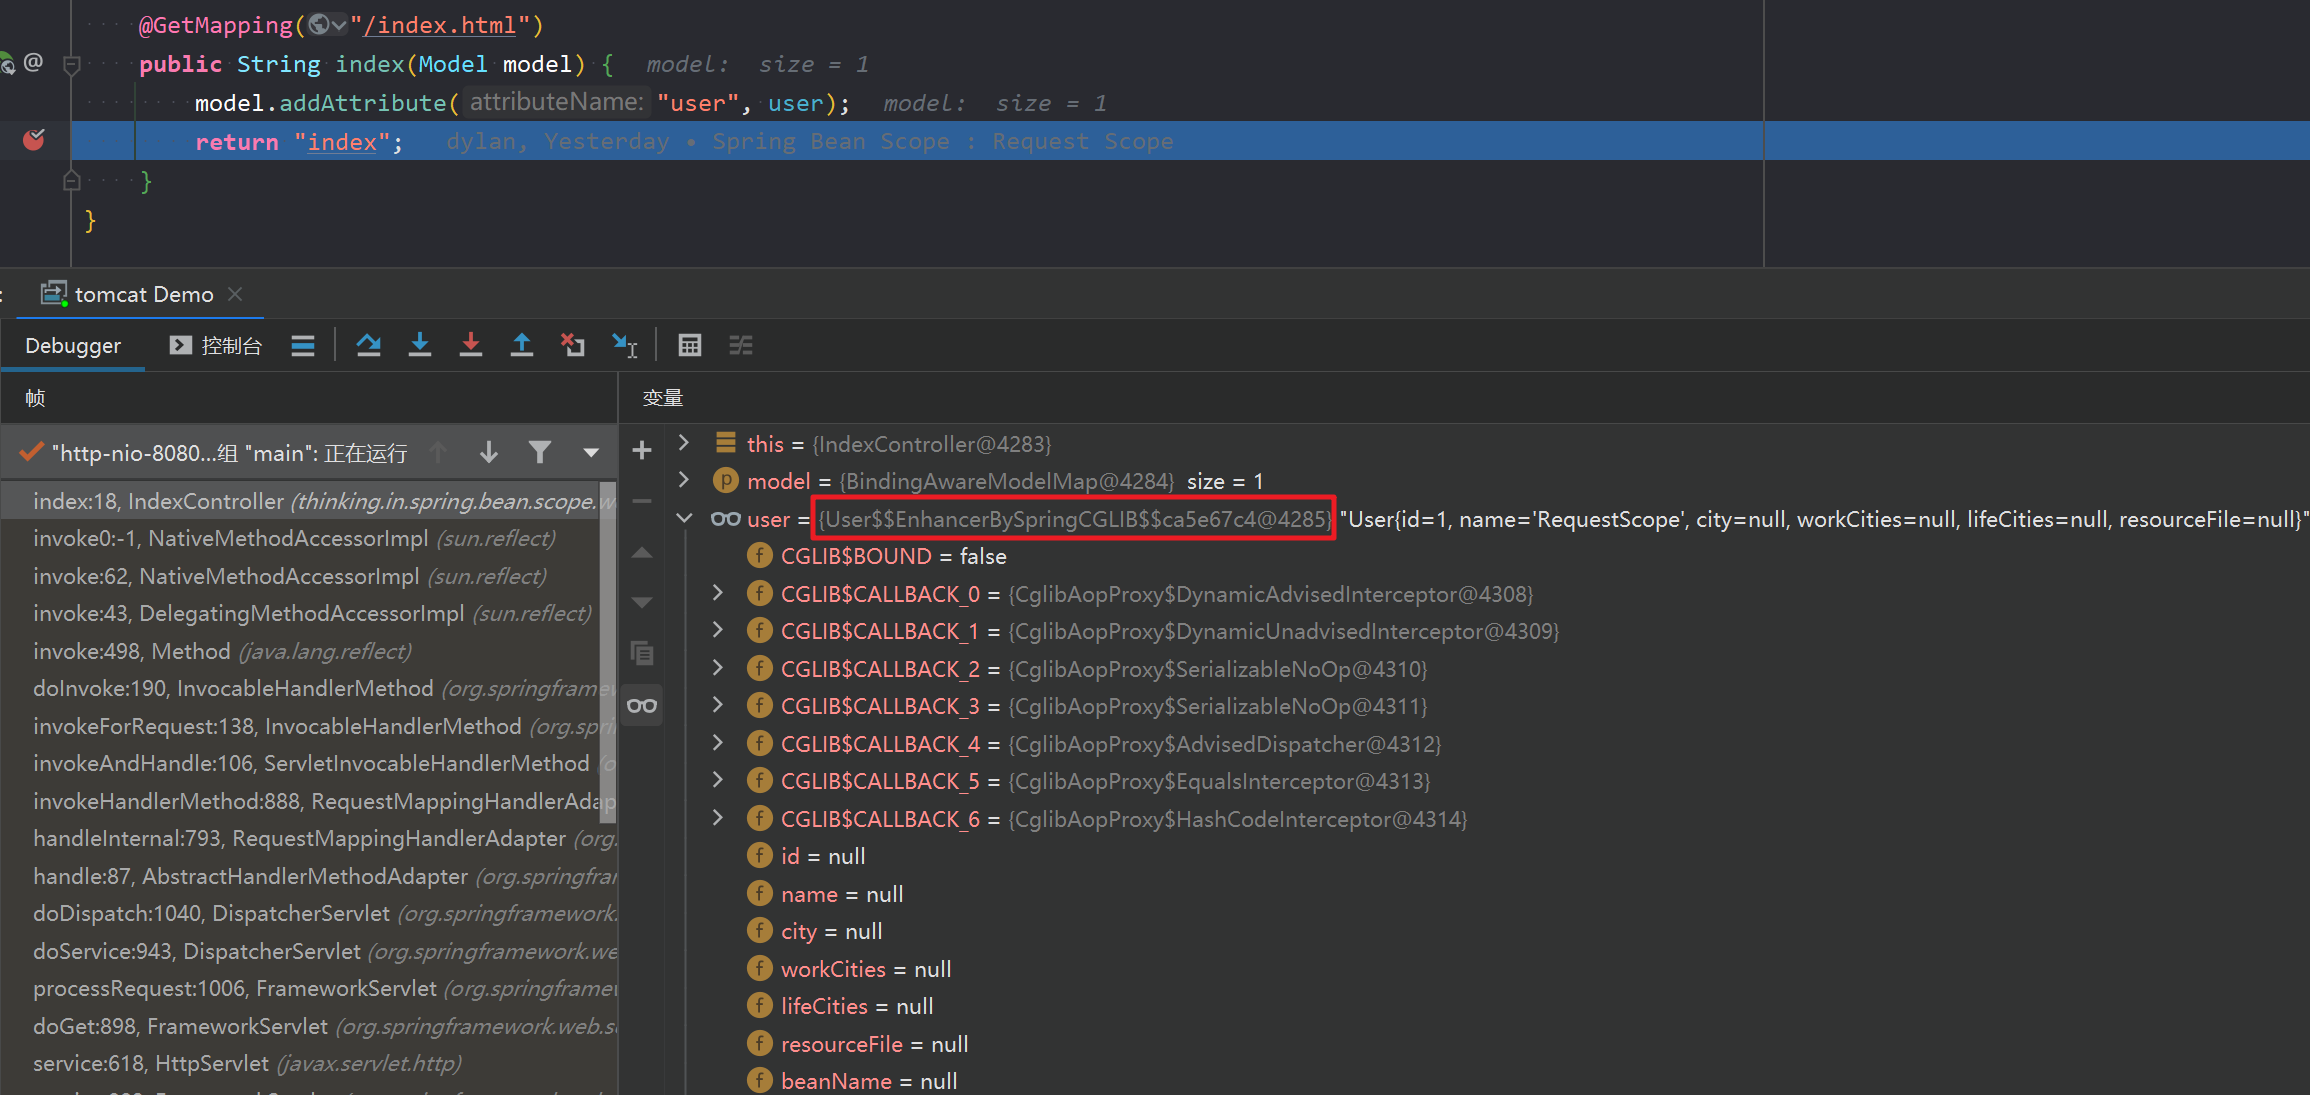 @GetMapping("/index.html")
public String index(Model model) {   model:  size = 1
model.addAttribute( attributeName: "user", user);   model:  size = 1
return "index";   dylan, Yesterday • Spring Bean Scope : Request Scope
}
}
: tomcat Demo
Debugger 控制台
帧
变量
"http-nio-8080...组 "main": 正在运行
index:18, IndexController (thinking.in.spring.bean.scope.w
invoke0:-1, NativeMethodAccessorImpl (sun.reflect)
invoke:62, NativeMethodAccessorImpl (sun.reflect)
invoke:43, DelegatingMethodAccessorImpl (sun.reflect)
invoke:498, Method (java.lang.reflect)
doInvoke:190, InvocableHandlerMethod (org.springframew
invokeForRequest:138, InvocableHandlerMethod (org.spri
invokeAndHandle:106, ServletInvocableHandlerMethod (o
invokeHandlerMethod:888, RequestMappingHandlerAdap
handleInternal:793, RequestMappingHandlerAdapter (org.
handle:87, AbstractHandlerMethodAdapter (org.springfrar
doDispatch:1040, DispatcherServlet (org.springframework.
doService:943, DispatcherServlet (org.springframework.we
processRequest:1006, FrameworkServlet (org.springframe
doGet:898, FrameworkServlet (org.springframework.web.s
service:618, HttpServlet (javax.servlet.http)
this = {IndexController@4283}
model = {BindingAwareModelMap@4284}  size = 1
user = {User$$EnhancerBySpringCGLIB$$ca5e67c4@4285} "User{id=1, name='RequestScope', city=null, workCities=null, lifeCities=null, resourceFile=null}"
CGLIB$BOUND = false
CGLIB$CALLBACK_0 = {CglibAopProxy$DynamicAdvisedInterceptor@4308}
CGLIB$CALLBACK_1 = {CglibAopProxy$DynamicUnadvisedInterceptor@4309}
CGLIB$CALLBACK_2 = {CglibAopProxy$SerializableNoOp@4310}
CGLIB$CALLBACK_3 = {CglibAopProxy$SerializableNoOp@4311}
CGLIB$CALLBACK_4 = {CglibAopProxy$AdvisedDispatcher@4312}
CGLIB$CALLBACK_5 = {CglibAopProxy$EqualsInterceptor@4313}
CGLIB$CALLBACK_6 = {CglibAopProxy$HashCodeInterceptor@4314}
id = null
name = null
city = null
workCities = null
lifeCities = null
resourceFile = null
beanName = null